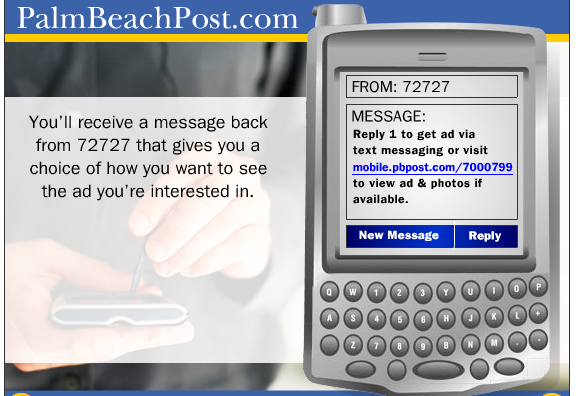 PalmBeachPost.com
You'll receive a message back
from 72727 that gives you a
choice of how you want to see
the ad you're interested in.
FROM: 72727
MESSAGE:
Reply 1 to get ad via
text messaging or visit
mobile.pbpost.com/7000799
to view ad & photos if
available.
New Message Reply
Q W 1 2 3 Y U I O P
A S 4 5 6 H J K L +
Z 7 8 9 B N M . -